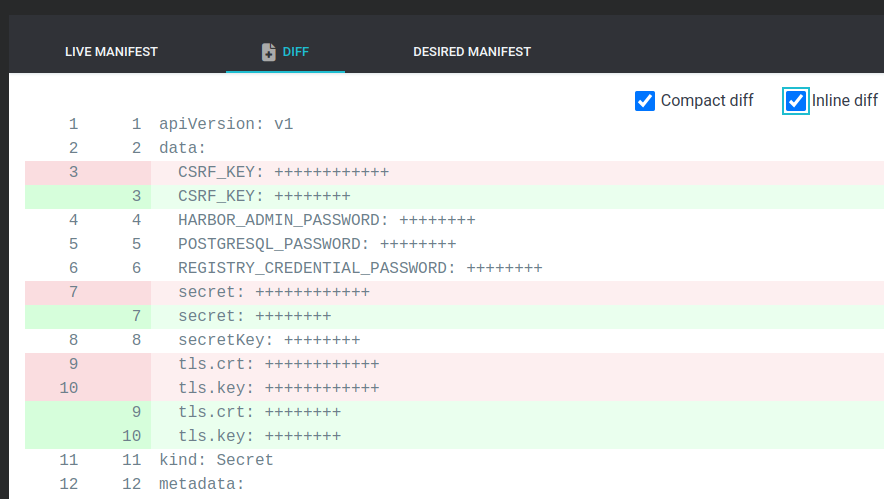 LIVE MANIFEST DIFF DESIRED MANIFEST
Compact diff Inline diff
1 1 apiVersion: v1
2 2 data:
3 CSRF_KEY: ++++++++++++
3 CSRF_KEY: ++++++++
4 4 HARBOR_ADMIN_PASSWORD: ++++++++
5 5 POSTGRESQL_PASSWORD: ++++++++
6 6 REGISTRY_CREDENTIAL_PASSWORD: ++++++++
7 secret: ++++++++++++
7 secret: ++++++++
8 8 secretKey: ++++++++
9 tls.crt: ++++++++++++
10 tls.key: ++++++++++++
9 tls.crt: ++++++++
10 tls.key: ++++++++
11 11 kind: Secret
12 12 metadata: